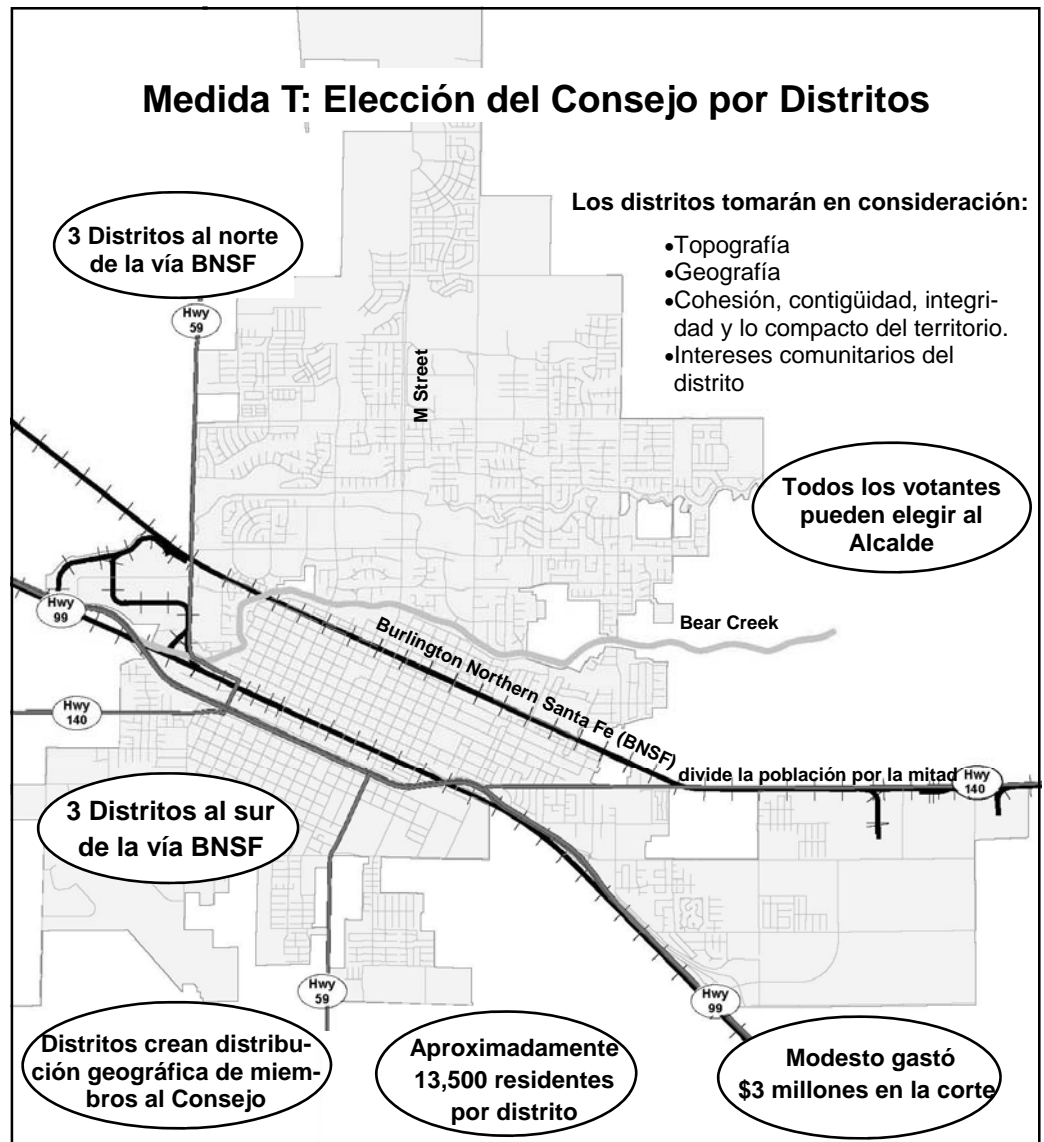 Medida T: Elección del Consejo por Distritos
Los distritos tomarán en consideración:
•Topografía
•Geografía
•Cohesión, contigüidad, integri-
dad y lo compacto del territorio.
•Intereses comunitarios del
distrito
3 Distritos al norte
de la vía BNSF
Hwy
59
M Street
Todos los votantes
pueden elegir al
Alcalde
Hwy
99
Bear Creek
Burlington Northern Santa Fe (BNSF)
divide la población por la mitad
Hwy
140
Hwy
140
3 Distritos al sur
de la vía BNSF
Hwy
59
Hwy
99
Distritos crean distribu-
ción geográfica de miem-
bros al Consejo
Aproximadamente
13,500 residentes
por distrito
Modesto gastó
$3 millones en la corte